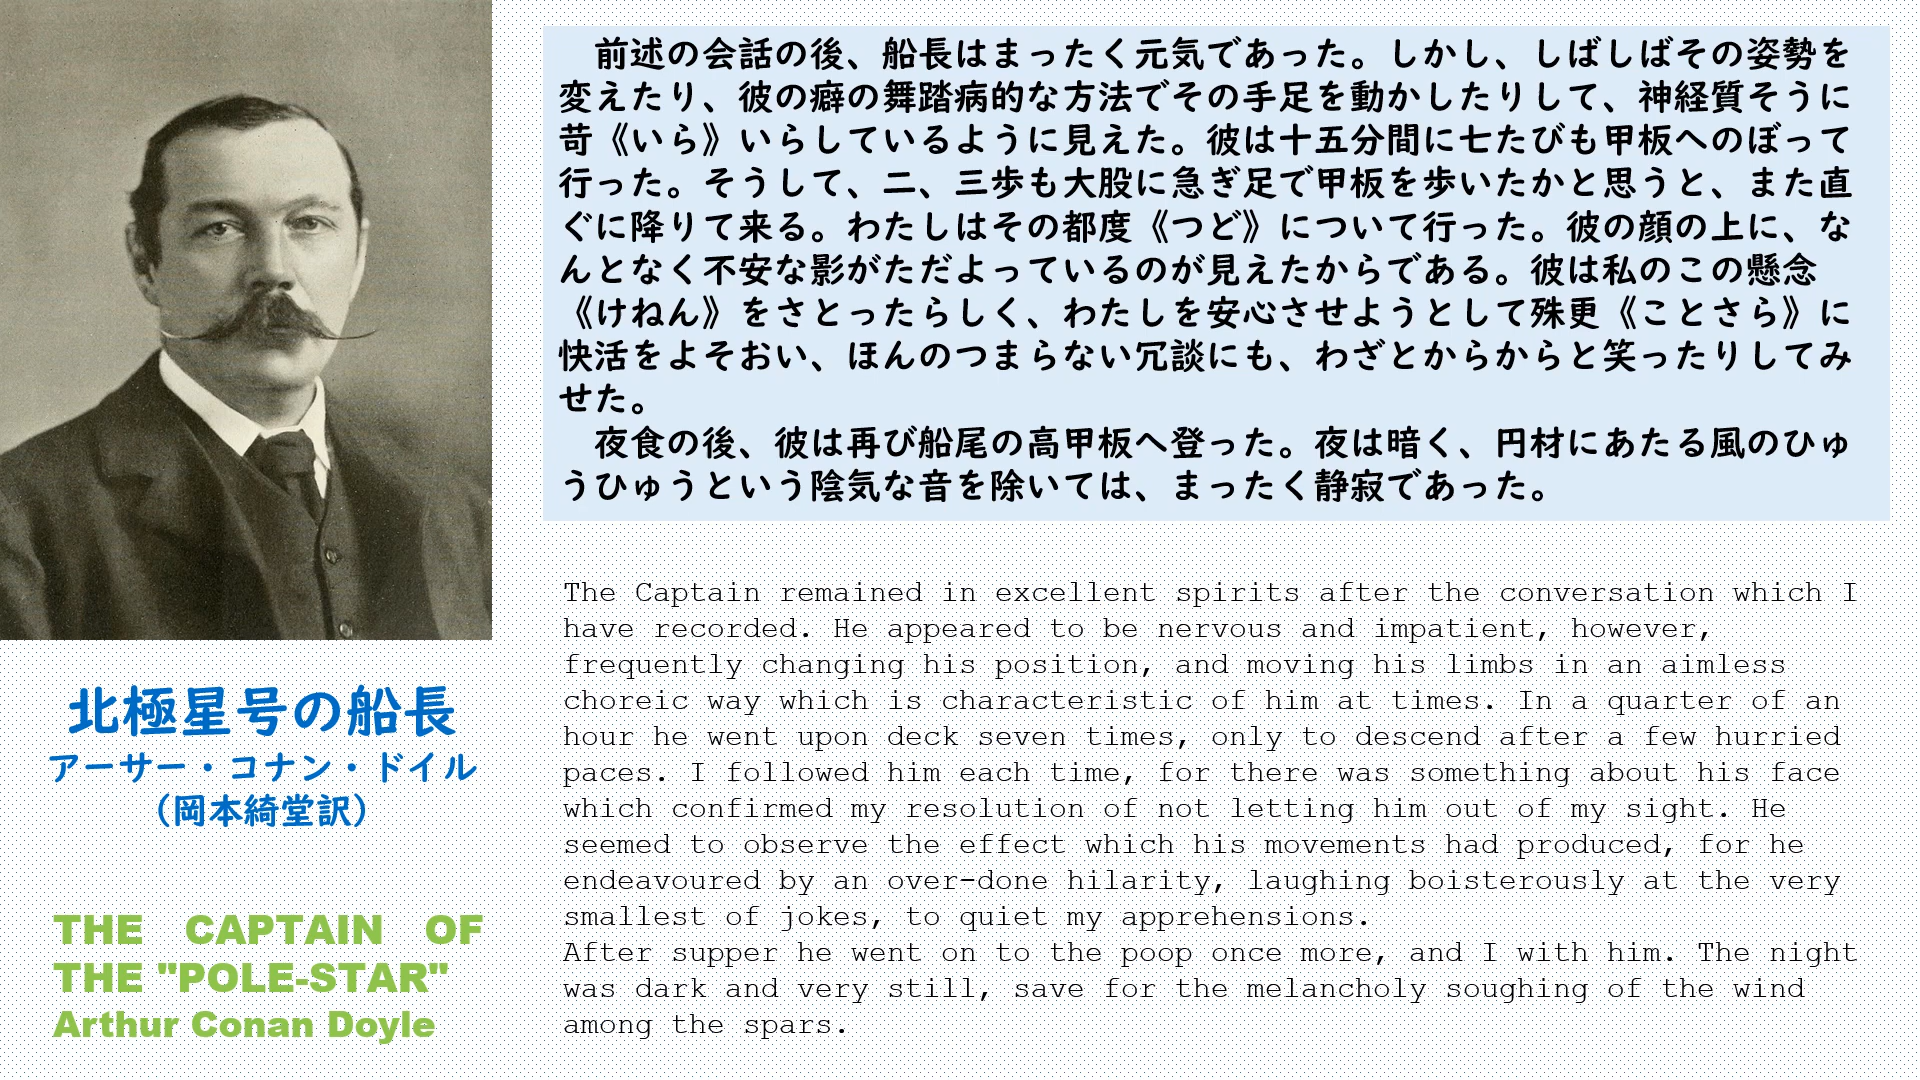 前述の会話の後、船長はまったく元気であった。しかし、しばしばその姿勢を
変えたり、彼の癖の舞踏病的な方法でその手足を動かしたりして、神経質そうに
苛《いら》いらしているように見えた。彼は十五分間に七たびも甲板へのぼって
行った。そうして、二、三歩も大股に急ぎ足で甲板を歩いたかと思うと、また直
ぐに降りて来る。わたしはその都度《つど》について行った。彼の顔の上に、な
んとなく不安な影がただよっているのが見えたからである。彼は私のこの懸念
《けねん》をさとったらしく、わたしを安心させようとして殊更《ことさら》に
快活をよそおい、ほんのつまらない冗談にも、わざとからからと笑ったりしてみ
せた。
夜食の後、彼は再び船尾の高甲板へ登った。夜は暗く、円材にあたる風のひゅ
うひゅうという陰気な音を除いては、まったく静寂であった。
The Captain remained in excellent spirits after the conversation which I
have recorded. He appeared to be nervous and impatient, however,
frequently changing his position, and moving his limbs in an aimless
choreic way which is characteristic of him at times. In a quarter of an
hour he went upon deck seven times, only to descend after a few hurried
paces. I followed him each time, for there was something about his face
which confirmed my resolution of not letting him out of my sight. He
seemed to observe the effect which his movements had produced, for he
endeavoured by an over-done hilarity, laughing boisterously at the very
smallest of jokes, to quiet my apprehensions.
After supper he went on to the poop once more, and I with him. The night
was dark and very still, save for the melancholy soughing of the wind
among the spars.
北極星号の船長
アーサー・コナン・ドイル
（岡本綺堂訳）
THE CAPTAIN OF
THE "POLE-STAR"
Arthur Conan Doyle